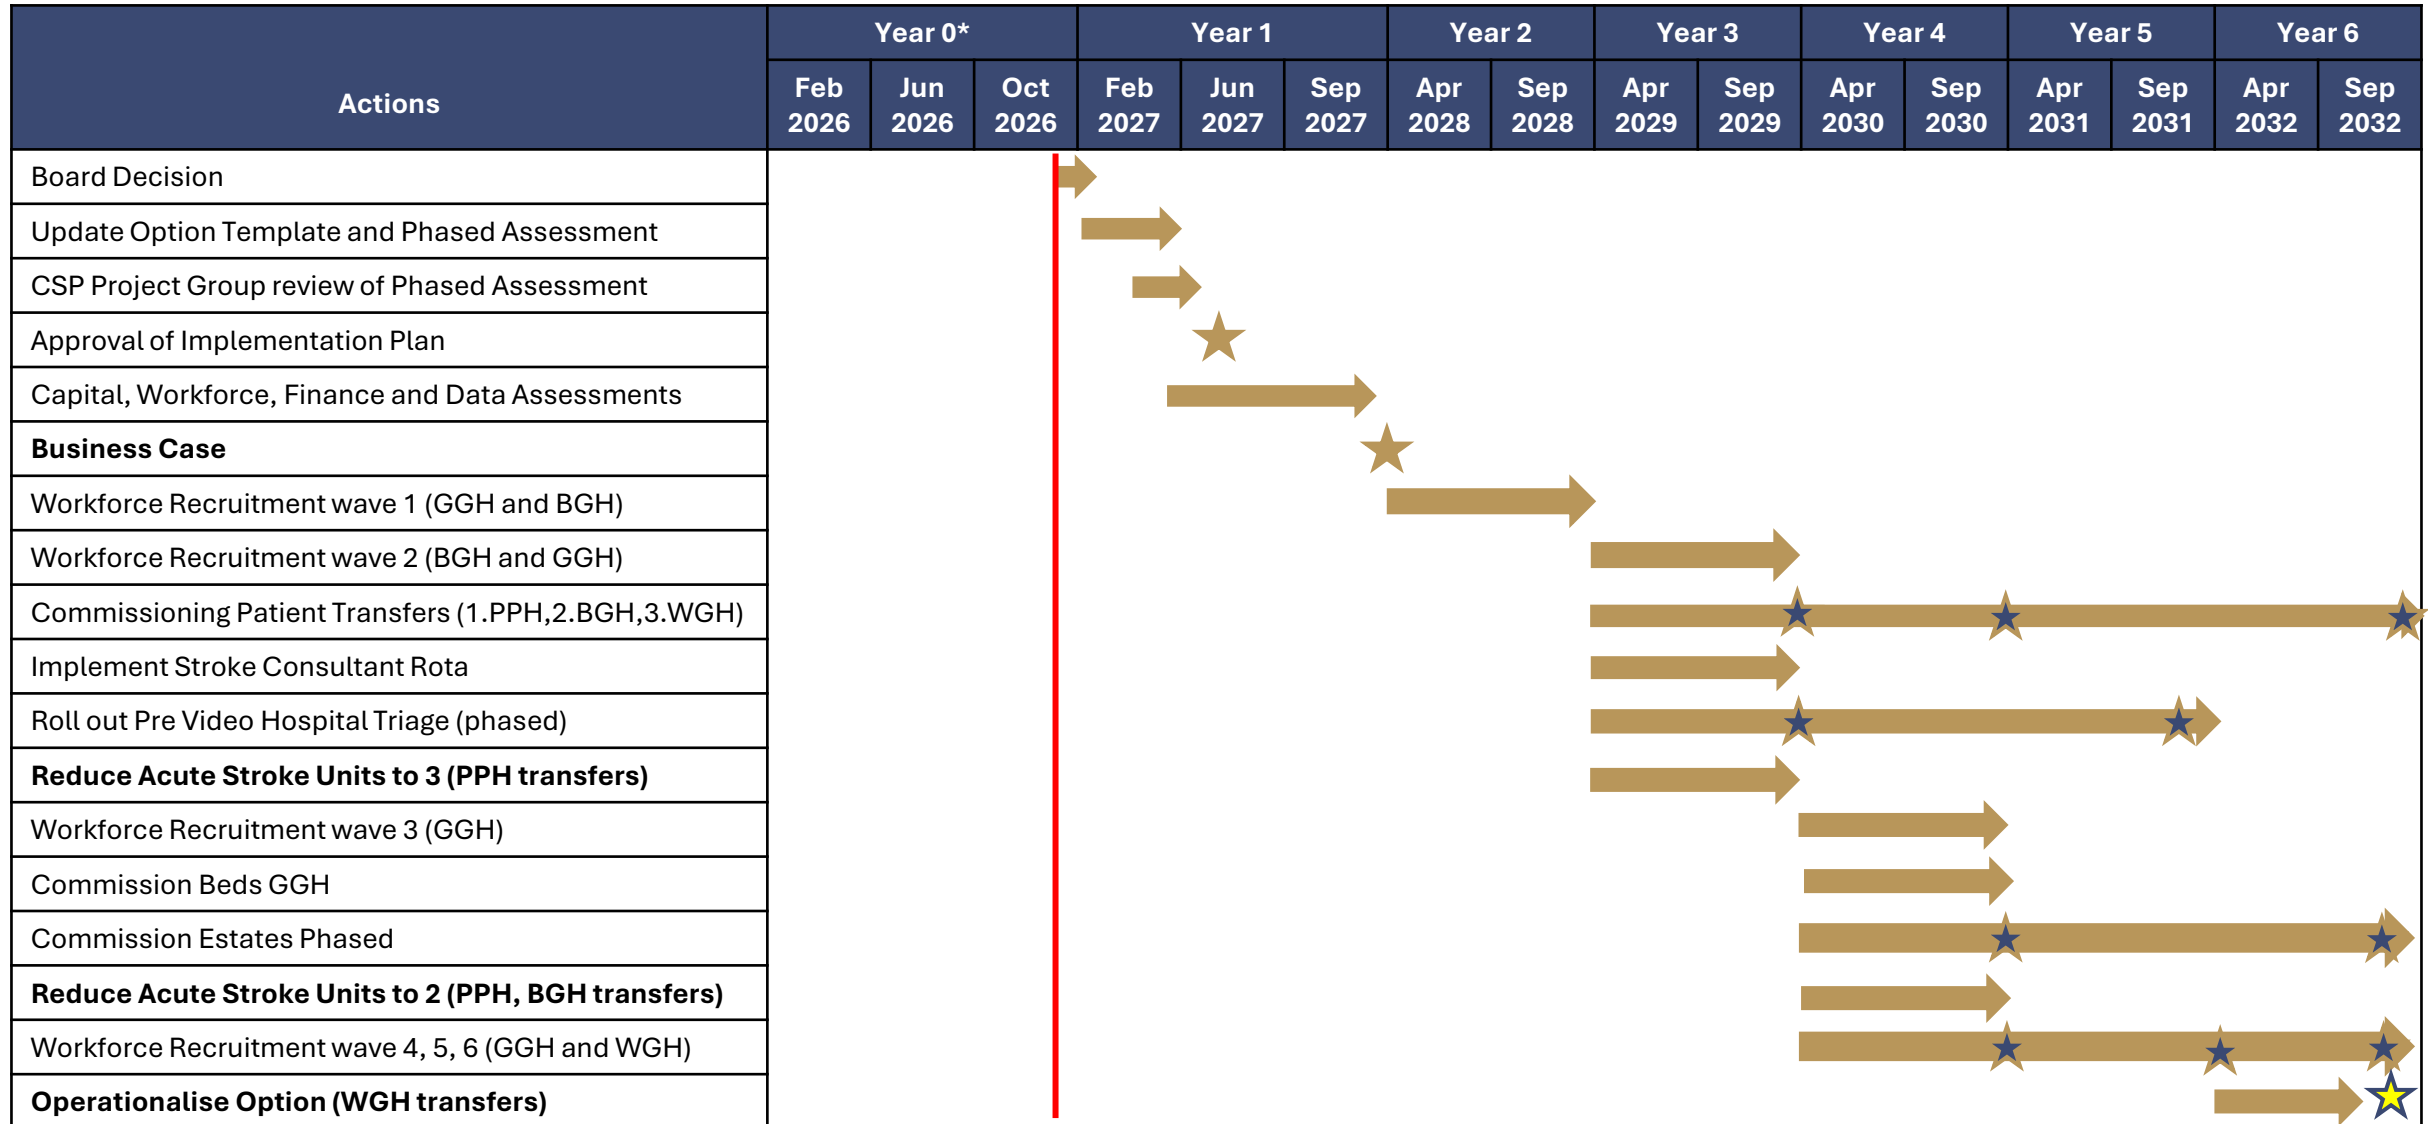 Actions
Year 0*
Year 1
Year 2
Year 3
Year 4
Year 5
Year 6
Feb 2026
Jun 2026
Oct 2026
Feb 2027
Jun 2027
Sep 2027
Apr 2028
Sep 2028
Apr 2029
Sep 2029
Apr 2030
Sep 2030
Apr 2031
Sep 2031
Apr 2032
Sep 2032
Board Decision
Update Option Template and Phased Assessment
CSP Project Group review of Phased Assessment
Approval of Implementation Plan
Capital, Workforce, Finance and Data Assessments
Business Case
Workforce Recruitment wave 1 (GGH and BGH)
Workforce Recruitment wave 2 (BGH and GGH)
Commissioning Patient Transfers (1.PPH,2.BGH,3.WGH)
Implement Stroke Consultant Rota
Roll out Pre Video Hospital Triage (phased)
Reduce Acute Stroke Units to 3 (PPH transfers)
Workforce Recruitment wave 3 (GGH)
Commission Beds GGH
Commission Estates Phased
Reduce Acute Stroke Units to 2 (PPH, BGH transfers)
Workforce Recruitment wave 4, 5, 6 (GGH and WGH)
Operationalise Option (WGH transfers)